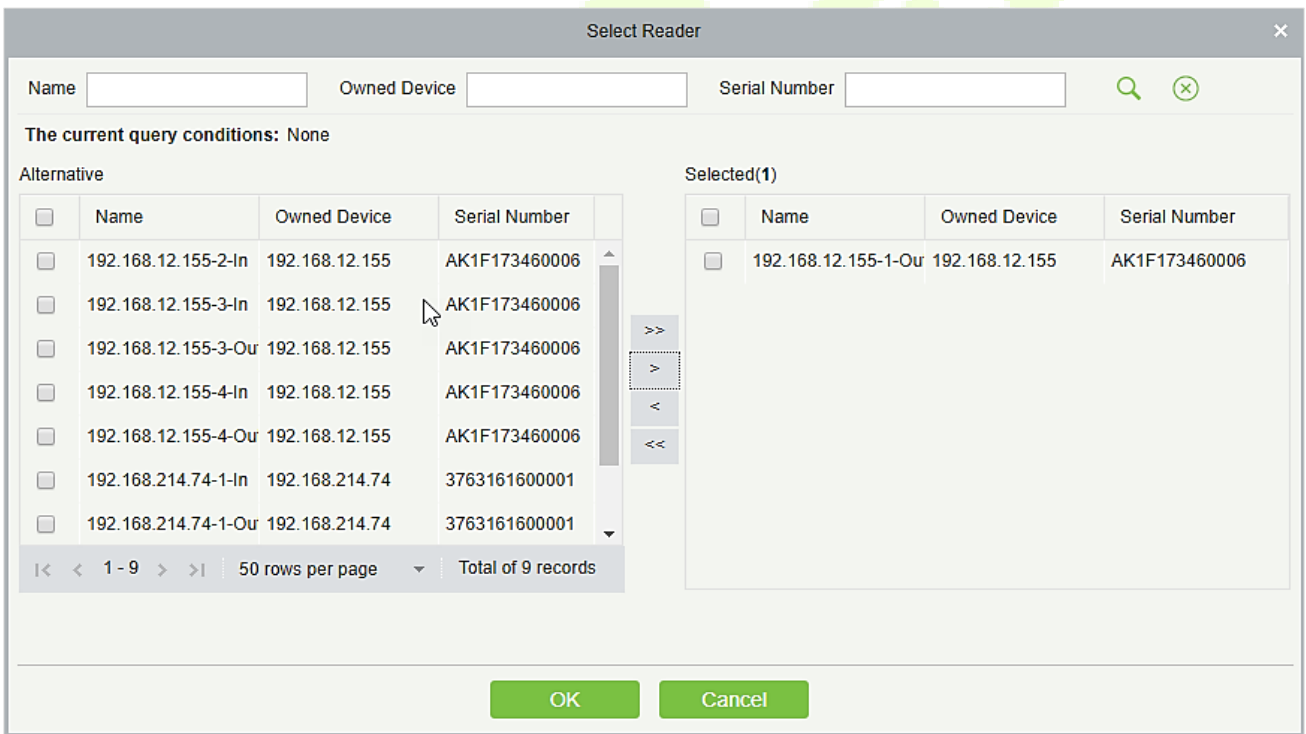 Select Reader ×
Name Owned Device Serial Number
The current query conditions: None
Alternative
Name Owned Device Serial Number
192.168.12.155-2-In 192.168.12.155 AK1F173460006
192.168.12.155-3-In 192.168.12.155 AK1F173460006
192.168.12.155-3-Ou 192.168.12.155 AK1F173460006
192.168.12.155-4-In 192.168.12.155 AK1F173460006
192.168.12.155-4-Ou 192.168.12.155 AK1F173460006
192.168.214.74-1-In 192.168.214.74 3763161600001
192.168.214.74-1-Ou 192.168.214.74 3763161600001
|< < 1 - 9 > >| 50 rows per page Total of 9 records
>>
>
<
<<
Selected(1)
Name Owned Device Serial Number
192.168.12.155-1-Ou 192.168.12.155 AK1F173460006
OK Cancel